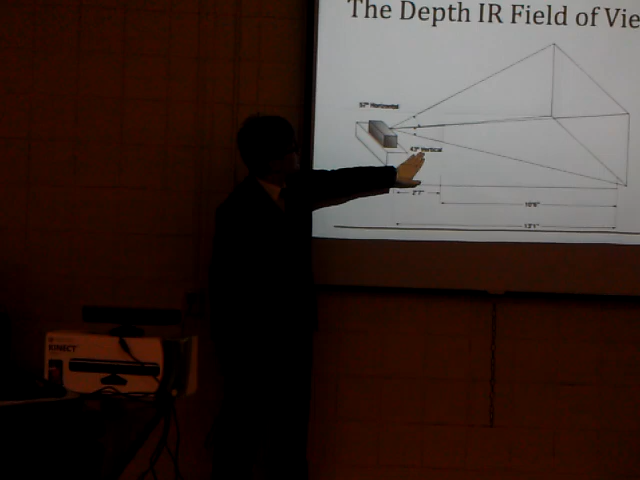 The Depth IR Field of Vie
57° Horizontal
43° Vertical
2'7"
10'6"
13'1"
KINECT